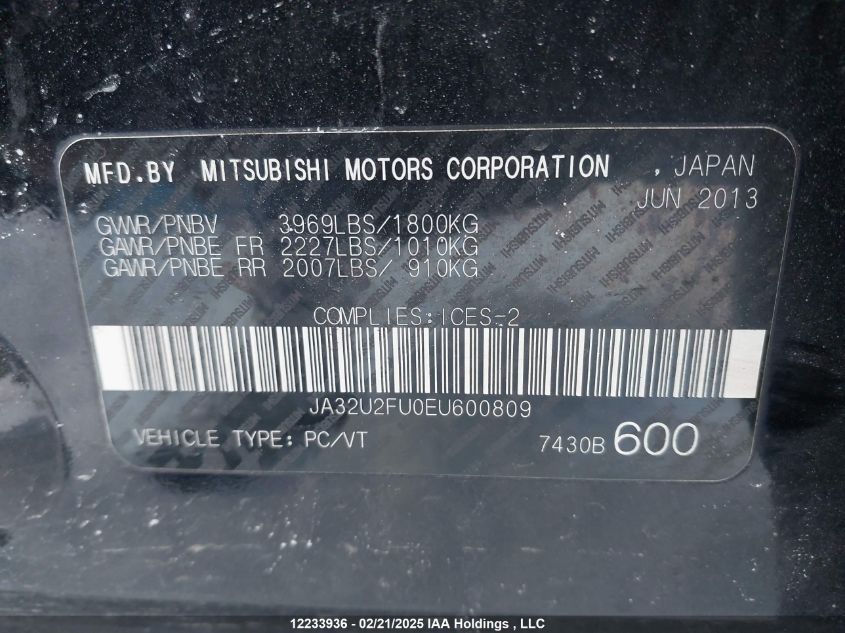 MFD.BY MITSUBISHI MOTORS CORPORATION , JAPAN
JUN 2013
GVWR/PNBV 3969LBS/1800KG
GAWR/PNBE FR 2227LBS/1010KG
GAWR/PNBE RR 2007LBS/ 910KG
COMPLIES:ICES-2
JA32U2FU0EU600809
VEHICLE TYPE: PC/VT 7430B 600
12233936 - 02/21/2025 IAA Holdings , LLC